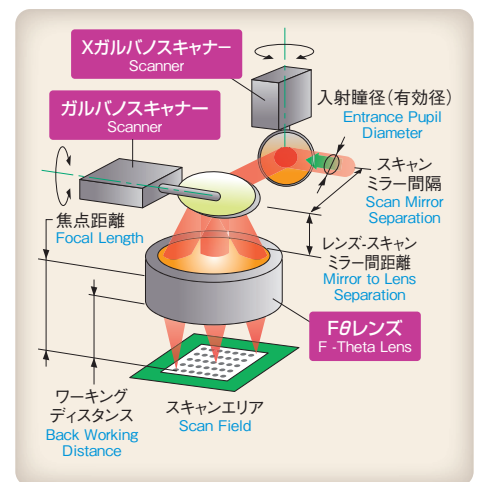 Xガルバノスキャナー
Scanner
ガルバノスキャナー
Scanner
入射瞳径(有効径)
Entrance Pupil
Diameter
スキャン
ミラー間隔
Scan Mirror
Separation
焦点距離
Focal Length
レンズ-スキャン
ミラー間距離
Mirror to Lens
Separation
Fθレンズ
F -Theta Lens
ワーキング
ディスタンス
Back Working
Distance
スキャンエリア
Scan Field